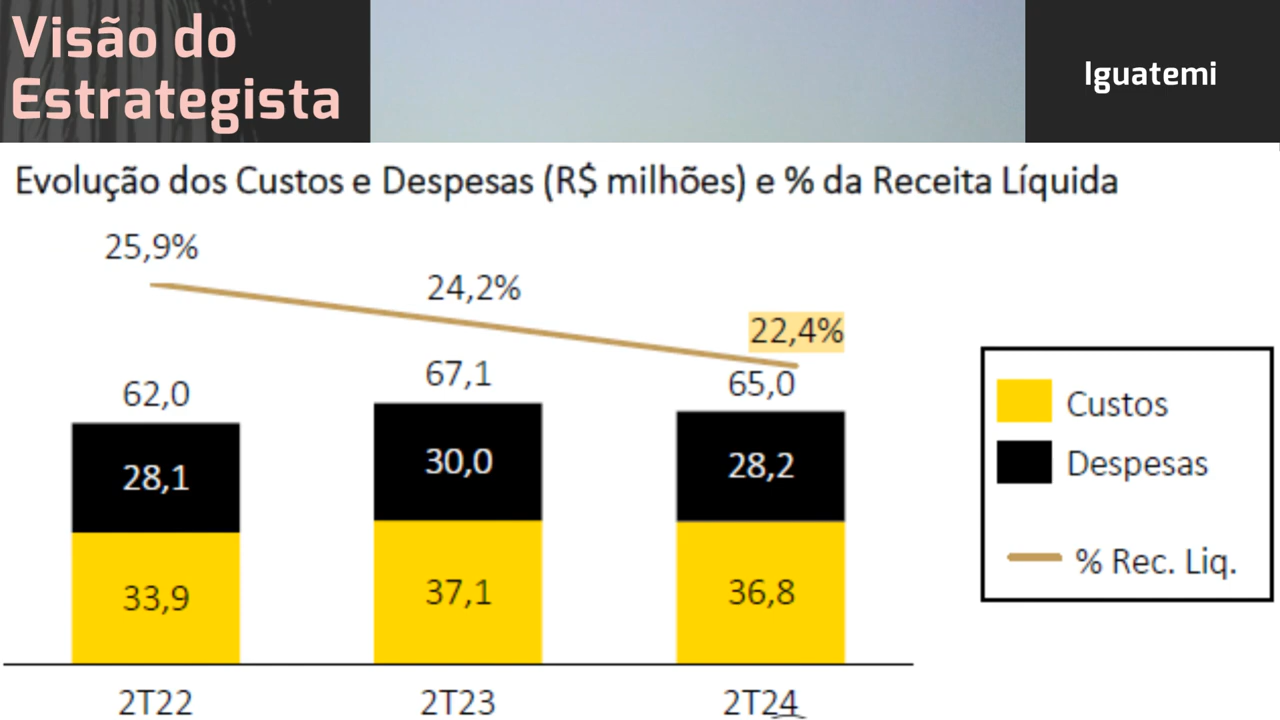 Visão do
Estrategista
Iguatemi
Evolução dos Custos e Despesas (R$ milhões) e % da Receita Líquida
25,9%
24,2%
22,4%
62,0
67,1
65,0
28,1
30,0
28,2
33,9
37,1
36,8
2T22
2T23
2T24
Custos
Despesas
% Rec. Liq.